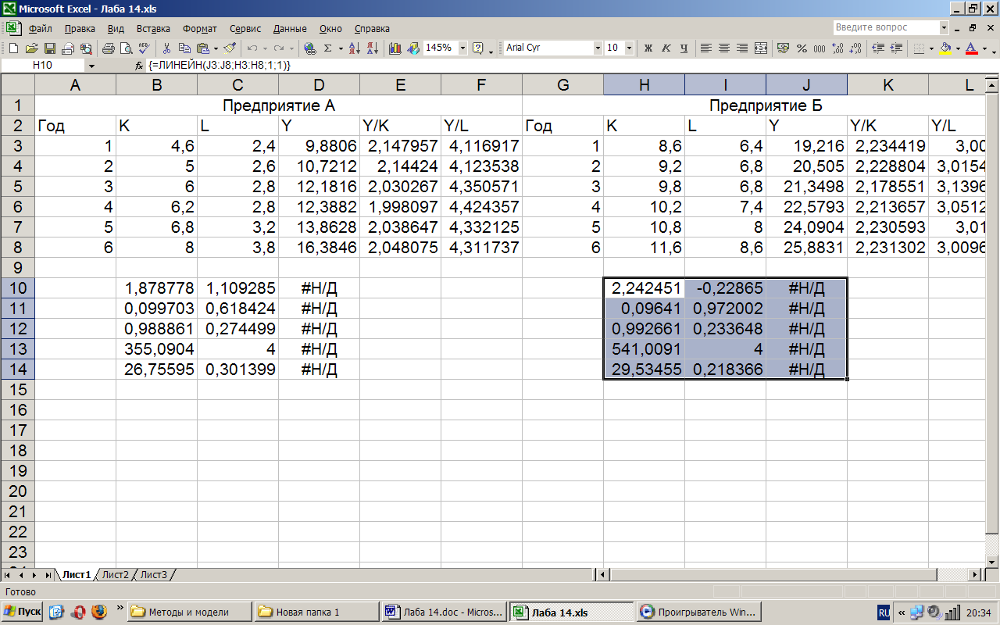 Microsoft Excel - Лаба 14.xls
Файл Правка Вид Вставка Формат Сервис Данные Окно Справка Введите вопрос
145% Arial Cyr 10 Ж К Ч
H10 fx {=ЛИНЕЙН(J3:J8;H3:H8;1;1)}
A B C D E F G H I J K L
1 Предприятие А Предприятие Б
2 Год K L Y Y/K Y/L Год K L Y Y/K Y/L
3 1 4,6 2,4 9,8806 2,147957 4,116917 1 8,6 6,4 19,216 2,234419 3,00
4 2 5 2,6 10,7212 2,14424 4,123538 2 9,2 6,8 20,505 2,228804 3,0154
5 3 6 2,8 12,1816 2,030267 4,350571 3 9,8 6,8 21,3498 2,178551 3,1396
6 4 6,2 2,8 12,3882 1,998097 4,424357 4 10,2 7,4 22,5793 2,213657 3,0512
7 5 6,8 3,2 13,8628 2,038647 4,332125 5 10,8 8 24,0904 2,230593 3,01
8 6 8 3,8 16,3846 2,048075 4,311737 6 11,6 8,6 25,8831 2,231302 3,0096
9
10 1,878778 1,109285 #Н/Д 2,242451 -0,22865 #Н/Д
11 0,099703 0,618424 #Н/Д 0,09641 0,972002 #Н/Д
12 0,988861 0,274499 #Н/Д 0,992661 0,233648 #Н/Д
13 355,0904 4 #Н/Д 541,0091 4 #Н/Д
14 26,75595 0,301399 #Н/Д 29,53455 0,218366 #Н/Д
15
16
17
18
19
20
21
22
23
Лист1 Лист2 Лист3
Готово
Пуск » Методы и модели Новая папка 1 Лаба 14.doc - Micros... Лаба 14.xls Проигрыватель Win... RU « 20:34